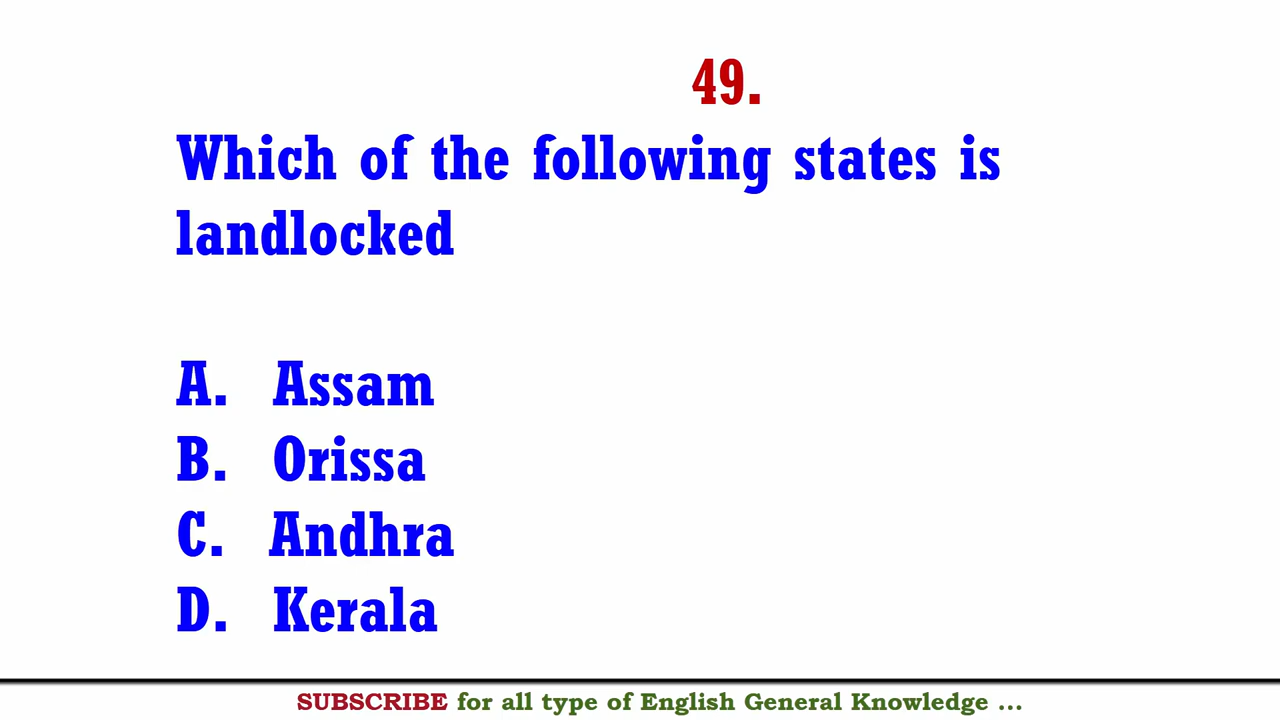 49.
Which of the following states is
landlocked
A. Assam
B. Orissa
C. Andhra
D. Kerala
SUBSCRIBE for all type of English General Knowledge ...